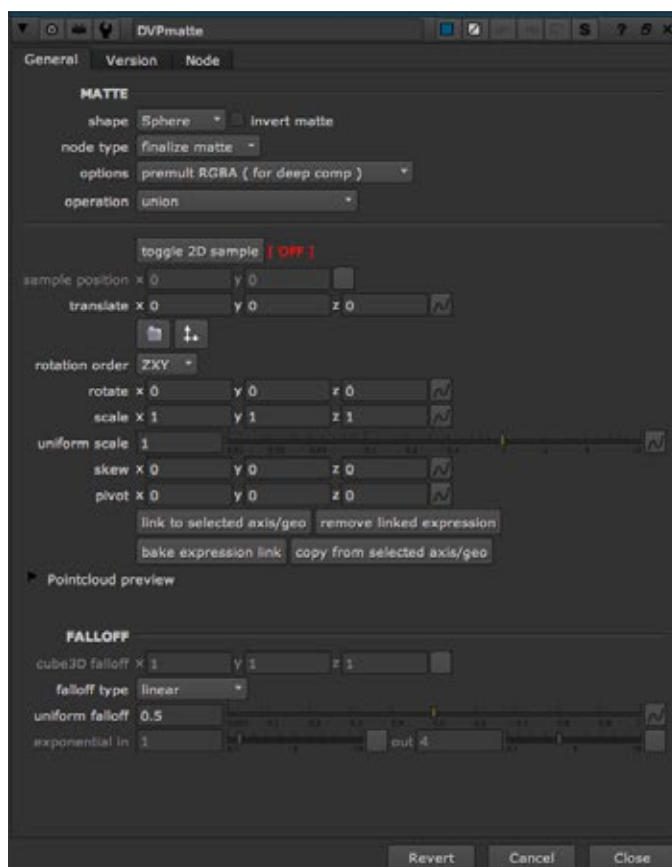 DVPmatte S ? x
General Version Node
MATTE
shape Sphere invert matte
node type finalize matte
options premult RGBA ( for deep comp )
operation union
toggle 2D sample [ OFF ]
sample position x 0 y 0
translate x 0 y 0 z 0
rotation order ZXY
rotate x 0 y 0 z 0
scale x 1 y 1 z 1
uniform scale 1
skew x 0 y 0 z 0
pivot x 0 y 0 z 0
link to selected axis/geo remove linked expression
bake expression link copy from selected axis/geo
Pointcloud preview
FALLOFF
cube3D falloff x 1 y 1 z 1
falloff type linear
uniform falloff 0.5
exponential in 1 out 4
Revert Cancel Close